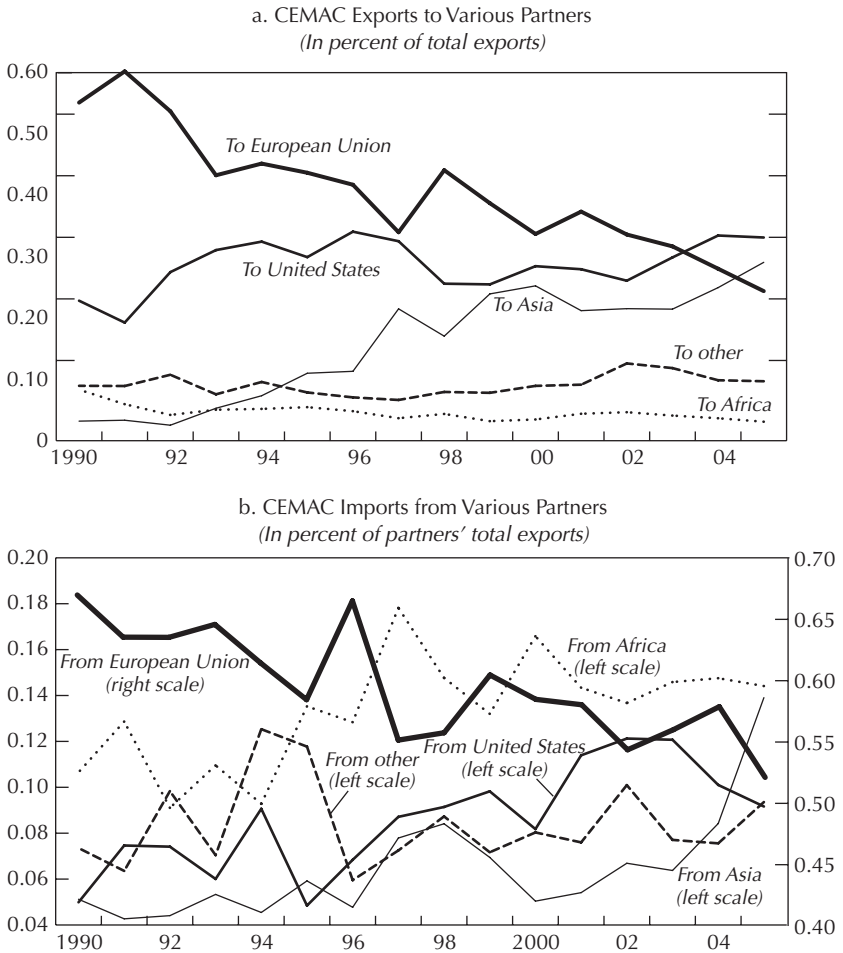 a. CEMAC Exports to Various Partners
(In percent of total exports)
0.60
0.50
0.40
0.30
0.20
0.10
0
To European Union
To United States
To Asia
To other
To Africa
1990 92 94 96 98 00 02 04
b. CEMAC Imports from Various Partners
(In percent of partners' total exports)
0.20
0.18
0.16
0.14
0.12
0.10
0.08
0.06
0.04
0.70
0.65
0.60
0.55
0.50
0.45
0.40
From European Union
(right scale)
From Africa
(left scale)
From other
(left scale)
From United States
(left scale)
From Asia
(left scale)
1990 92 94 96 98 2000 02 04